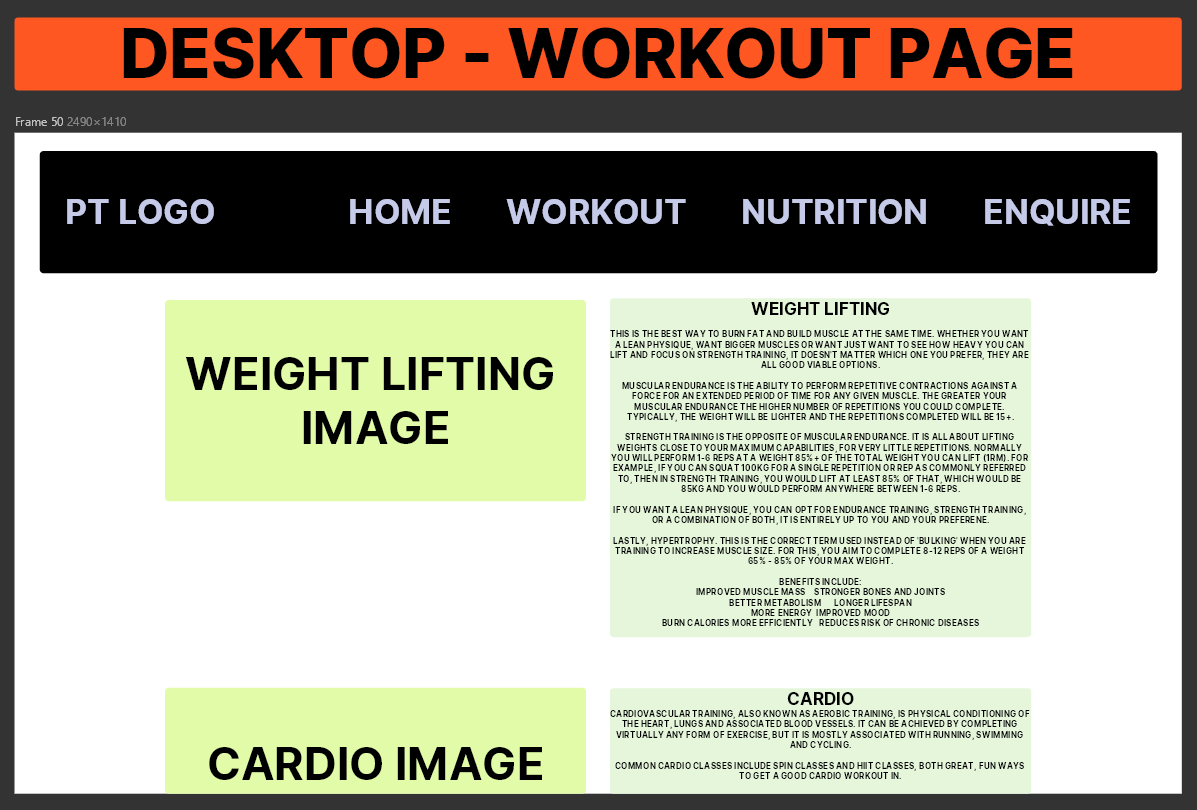 DESKTOP - WORKOUT PAGE
Frame 50 2490×1410
PT LOGO HOME WORKOUT NUTRITION ENQUIRE
WEIGHT LIFTING
IMAGE
WEIGHT LIFTING
THIS IS THE BEST WAY TO BURN FAT AND BUILD MUSCLE AT THE SAME TIME. WHETHER YOU WANT
A LEAN PHYSIQUE, WANT BIGGER MUSCLES OR WANT JUST WANT TO SEE HOW HEAVY YOU CAN
LIFT AND FOCUS ON STRENGTH TRAINING, IT DOESN'T MATTER WHICH ONE YOU PREFER, THEY ARE
ALL GOOD VIABLE OPTIONS.
MUSCULAR ENDURANCE IS THE ABILITY TO PERFORM REPETITIVE CONTRACTIONS AGAINST A
FORCE FOR AN EXTENDED PERIOD OF TIME FOR ANY GIVEN MUSCLE. THE GREATER YOUR
MUSCULAR ENDURANCE THE HIGHER NUMBER OF REPETITIONS YOU COULD COMPLETE.
TYPICALLY, THE WEIGHT WILL BE LIGHTER AND THE REPETITIONS COMPLETED WILL BE 15+.
STRENGTH TRAINING IS THE OPPOSITE OF MUSCULAR ENDURANCE. IT IS ALL ABOUT LIFTING
WEIGHTS CLOSE TO YOUR MAXIMUM CAPABILITIES, FOR VERY LITTLE REPETITIONS. NORMALLY
YOU WILL PERFORM 1-6 REPS AT A WEIGHT 85%+ OF THE TOTAL WEIGHT YOU CAN LIFT (1RM). FOR
EXAMPLE, IF YOU CAN SQUAT 100KG FOR A SINGLE REPETITION OR REP AS COMMONLY REFERRED
TO, THEN IN STRENGTH TRAINING, YOU WOULD LIFT AT LEAST 85% OF THAT, WHICH WOULD BE
85KG AND YOU WOULD PERFORM ANYWHERE BETWEEN 1-6 REPS.
IF YOU WANT A LEAN PHYSIQUE, YOU CAN OPT FOR ENDURANCE TRAINING, STRENGTH TRAINING,
OR A COMBINATION OF BOTH, IT IS ENTIRELY UP TO YOU AND YOUR PREFERENE.
LASTLY, HYPERTROPHY. THIS IS THE CORRECT TERM USED INSTEAD OF 'BULKING' WHEN YOU ARE
TRAINING TO INCREASE MUSCLE SIZE. FOR THIS, YOU AIM TO COMPLETE 8-12 REPS OF A WEIGHT
65% - 85% OF YOUR MAX WEIGHT.
BENEFITS INCLUDE:
IMPROVED MUSCLE MASS STRONGER BONES AND JOINTS
BETTER METABOLISM LONGER LIFESPAN
MORE ENERGY IMPROVED MOOD
BURN CALORIES MORE EFFICIENTLY REDUCES RISK OF CHRONIC DISEASES
CARDIO IMAGE
CARDIO
CARDIOVASCULAR TRAINING, ALSO KNOWN AS AEROBIC TRAINING, IS PHYSICAL CONDITIONING OF
THE HEART, LUNGS AND ASSOCIATED BLOOD VESSELS. IT CAN BE ACHIEVED BY COMPLETING
VIRTUALLY ANY FORM OF EXERCISE, BUT IT IS MOSTLY ASSOCIATED WITH RUNNING, SWIMMING
AND CYCLING.
COMMON CARDIO CLASSES INCLUDE SPIN CLASSES AND HIIT CLASSES, BOTH GREAT, FUN WAYS
TO GET A GOOD CARDIO WORKOUT IN.